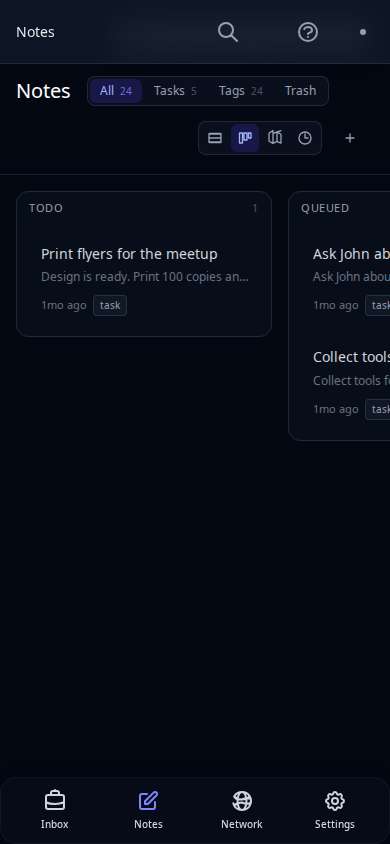 Notes
Notes
All 24
Tasks 5
Tags 24
Trash
TODO 1
Print flyers for the meetup
Design is ready. Print 100 copies an...
1mo ago task
QUEUED
Ask John ab
Ask John abou
1mo ago task
Collect tools
Collect tools fo
1mo ago task
Inbox
Notes
Network
Settings